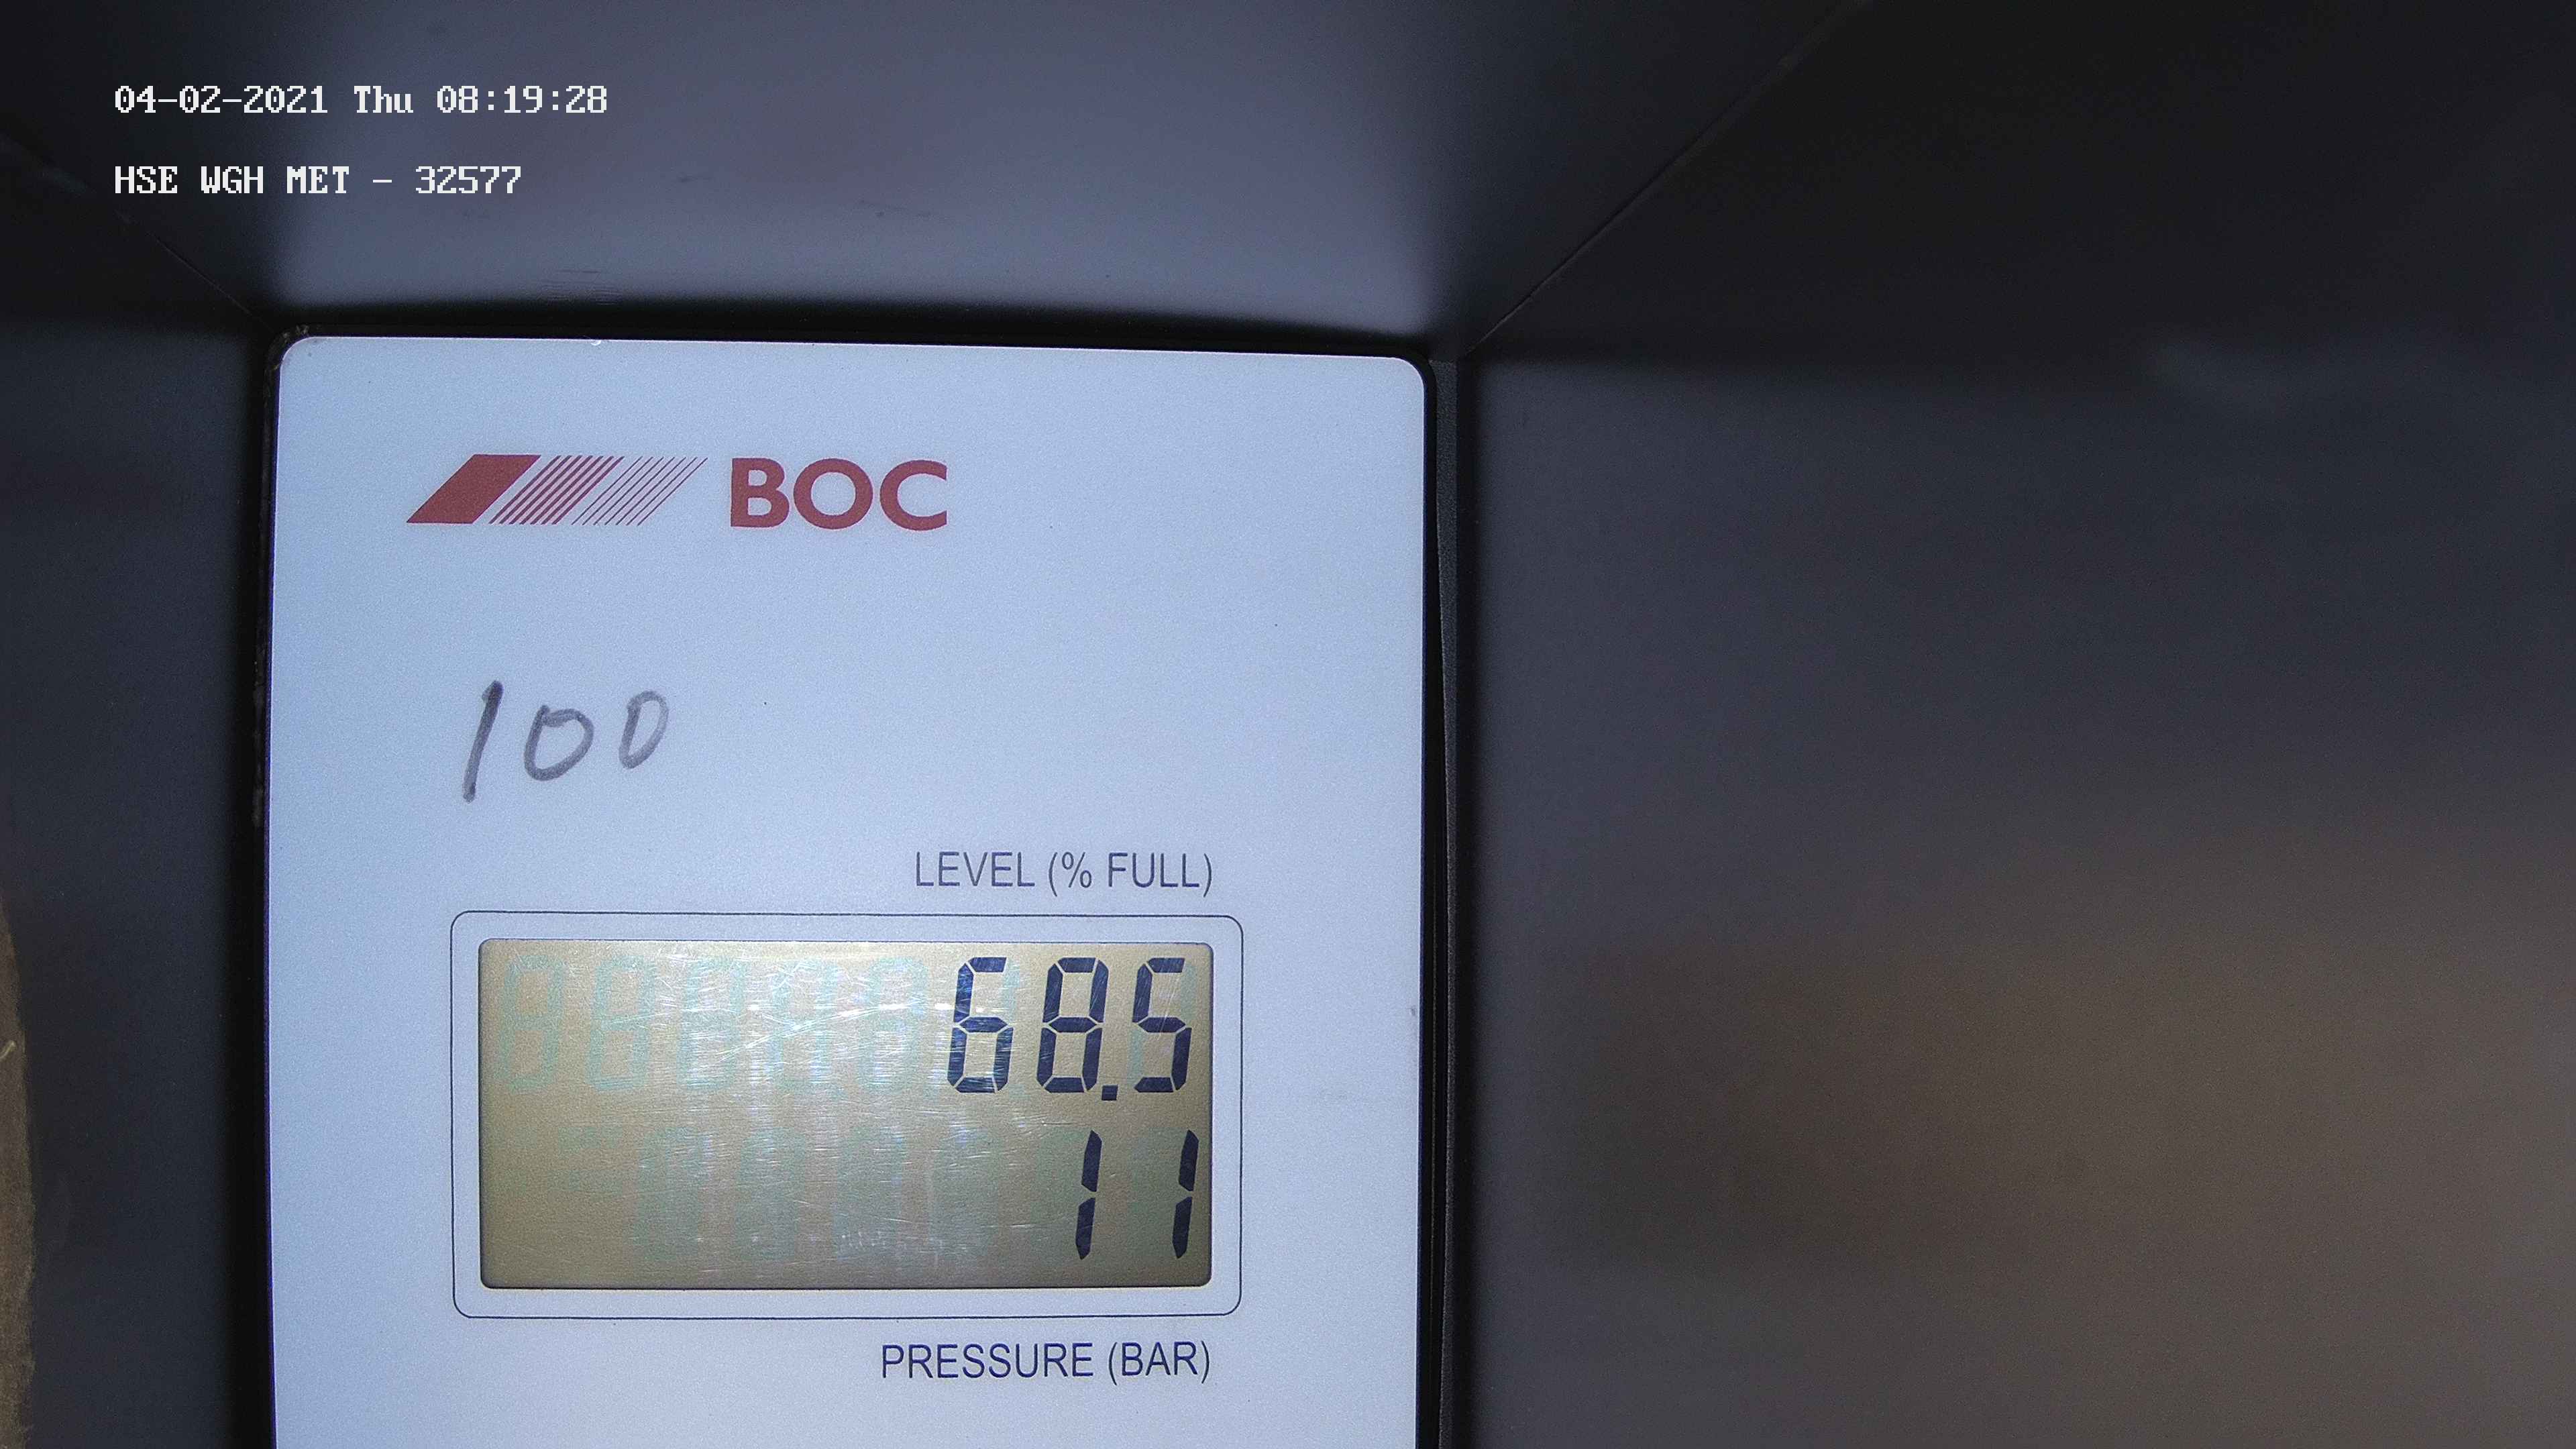 04-02-2021 Thu 08:19:28
HSE WGH MET - 32577
BOC
100
LEVEL (% FULL)
68.5
11
PRESSURE (BAR)